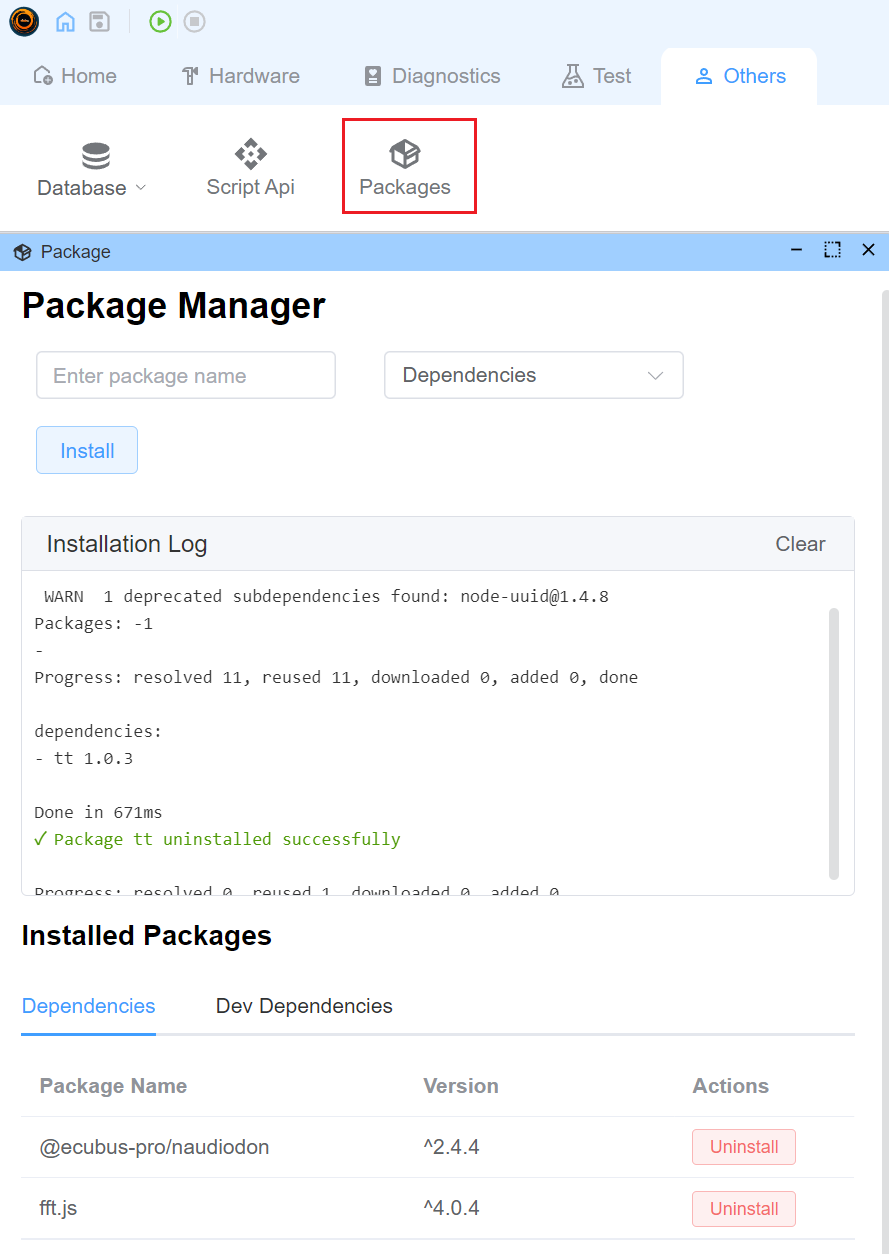 Home Hardware Diagnostics Test Others
Database Script Api Packages
Package
Package Manager
Enter package name Dependencies
Install
Installation Log Clear
WARN 1 deprecated subdependencies found: node-uuid@1.4.8
Packages: -1
-
Progress: resolved 11, reused 11, downloaded 0, added 0, done
dependencies:
- tt 1.0.3
Done in 671ms
✓ Package tt uninstalled successfully
Progress: resolved 0, reused 1, downloaded 0, added 0
Installed Packages
Dependencies Dev Dependencies
Package Name Version Actions
@ecubus-pro/naudiodon ^2.4.4 Uninstall
fft.js ^4.0.4 Uninstall